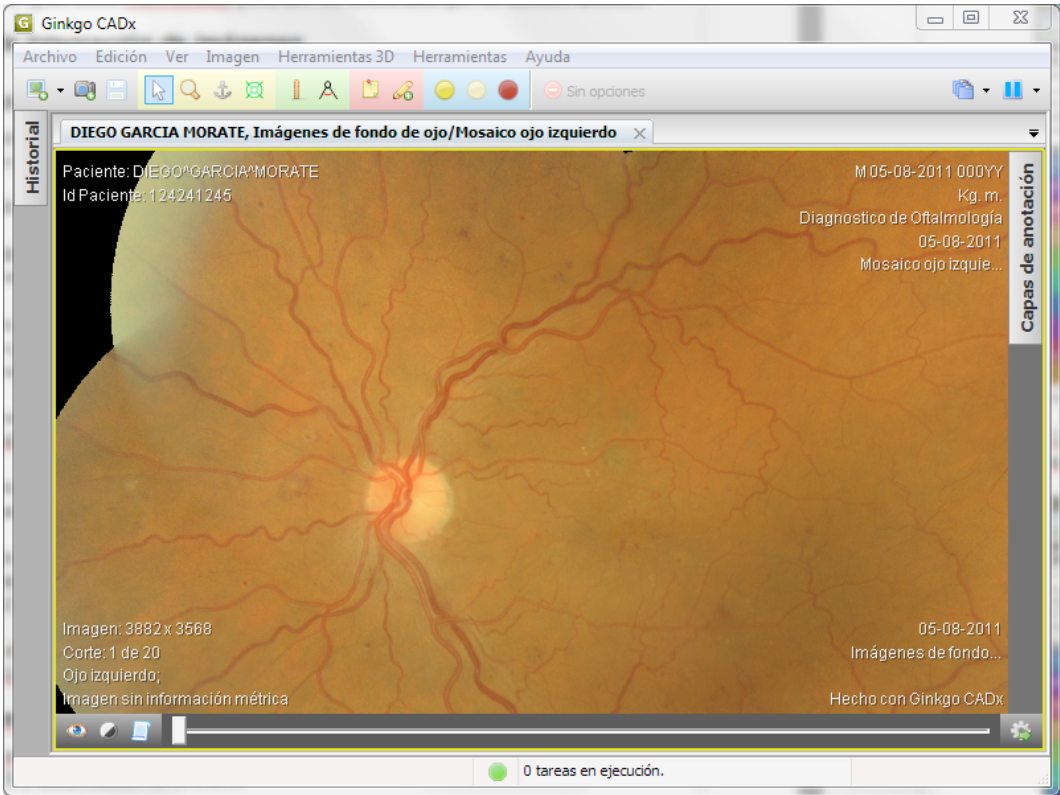 Ginkgo CADx
Archivo Edición Ver Imagen Herramientas 3D Herramientas Ayuda
Sin opciones
Historial
DIEGO GARCIA MORATE, Imágenes de fondo de ojo/Mosaico ojo izquierdo
Paciente: DIEGO^GARCIA^MORATE
Id Paciente: 124241245
M 05-08-2011 000YY
Kg. m.
Diagnostico de Oftalmología
05-08-2011
Mosaico ojo izquie...
Capas de anotación
Imagen: 3882 x 3568
Corte: 1 de 20
Ojo izquierdo;
Imagen sin información métrica
05-08-2011
Imágenes de fondo...
Hecho con Ginkgo CADx
0 tareas en ejecución.